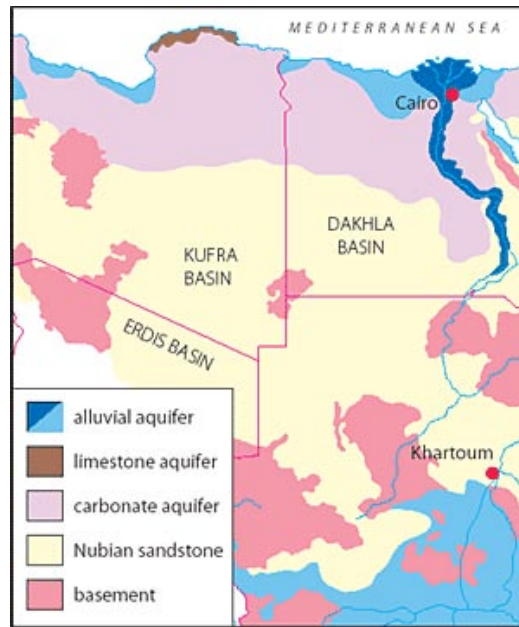 MEDITERRANEAN SEA
Cairo
DAKHLA
BASIN
KUFRA
BASIN
ERDIS BASIN
Khartoum
alluvial aquifer
limestone aquifer
carbonate aquifer
Nubian sandstone
basement